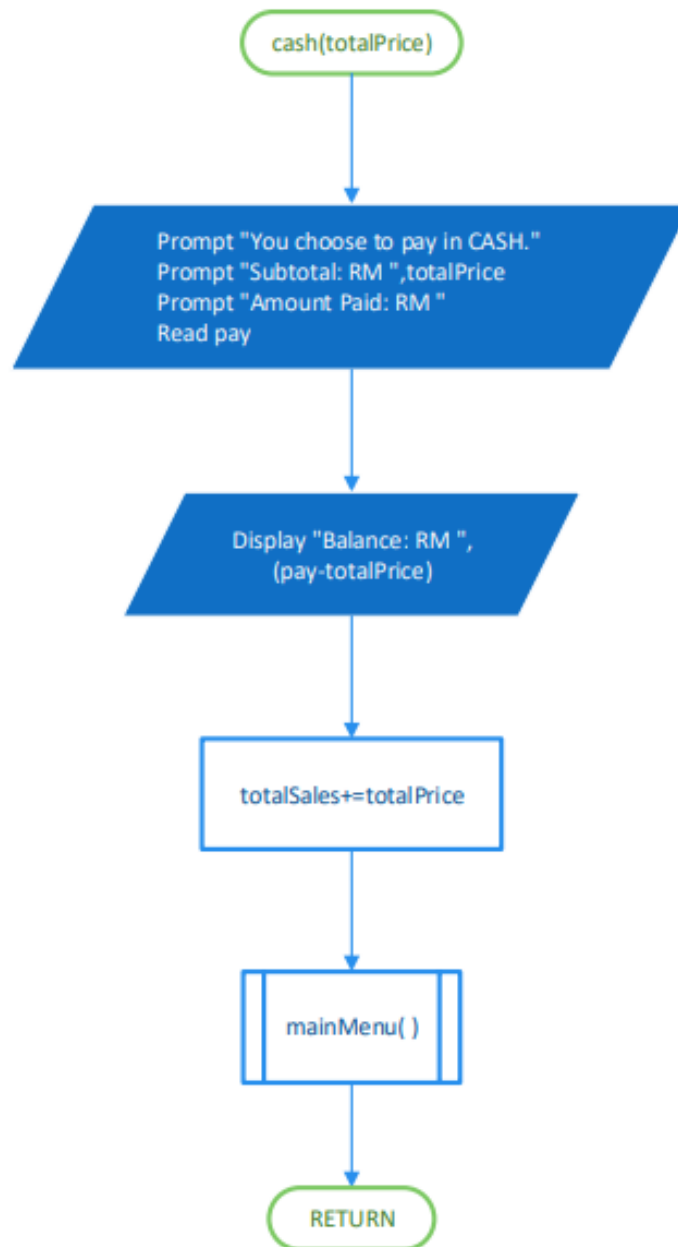 cash(totalPrice)
Prompt "You choose to pay in CASH."
Prompt "Subtotal: RM ",totalPrice
Prompt "Amount Paid: RM "
Read pay
Display "Balance: RM ",
(pay-totalPrice)
totalSales+=totalPrice
mainMenu( )
RETURN